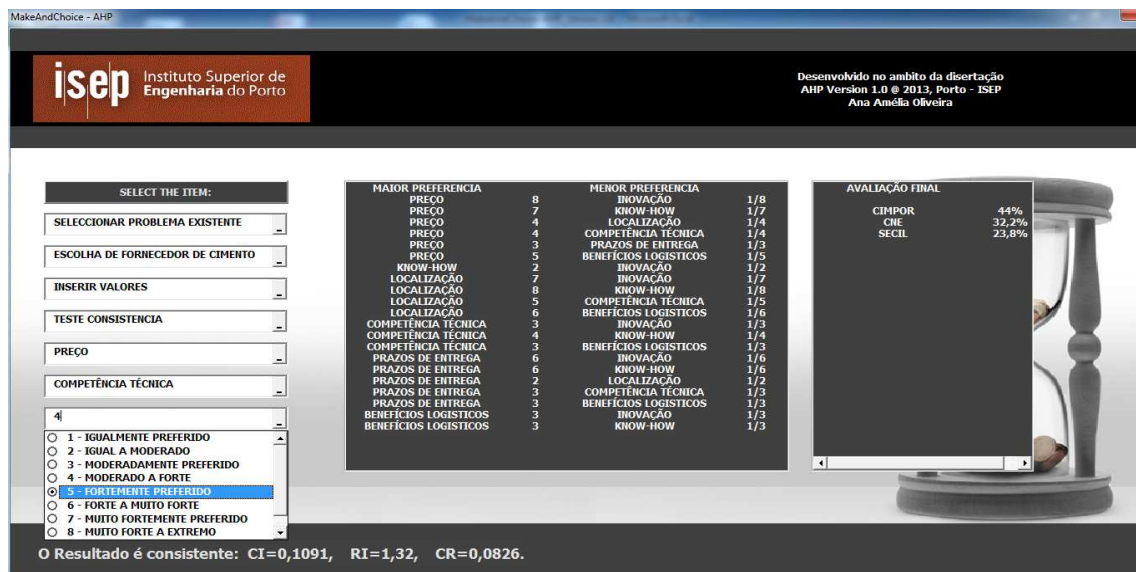 MakeAndChoice - AHP
isep Instituto Superior de
Engenharia do Porto
Desenvolvido no ambito da disertação
AHP Version 1.0 @ 2013, Porto - ISEP
Ana Amélia Oliveira
SELECT THE ITEM:
SELECCIONAR PROBLEMA EXISTENTE
ESCOLHA DE FORNECEDOR DE CIMENTO
INSERIR VALORES
TESTE CONSISTENCIA
PREÇO
COMPETÊNCIA TÉCNICA
4
1 - IGUALMENTE PREFERIDO
2 - IGUAL A MODERADO
3 - MODERADAMENTE PREFERIDO
4 - MODERADO A FORTE
5 - FORTEMENTE PREFERIDO
6 - FORTE A MUITO FORTE
7 - MUITO FORTEMENTE PREFERIDO
8 - MUITO FORTE A EXTREMO
MAIOR PREFERENCIA MENOR PREFERENCIA
PREÇO 8 INOVAÇÃO 1/8
PREÇO 7 KNOW-HOW 1/7
PREÇO 4 LOCALIZAÇÃO 1/4
PREÇO 4 COMPETÊNCIA TÉCNICA 1/4
PREÇO 3 PRAZOS DE ENTREGA 1/3
PREÇO 5 BENEFÍCIOS LOGISTICOS 1/5
KNOW-HOW 2 INOVAÇÃO 1/2
LOCALIZAÇÃO 7 INOVAÇÃO 1/7
LOCALIZAÇÃO 8 KNOW-HOW 1/8
LOCALIZAÇÃO 5 COMPETÊNCIA TÉCNICA 1/5
LOCALIZAÇÃO 6 BENEFÍCIOS LOGISTICOS 1/6
COMPETÊNCIA TÉCNICA 3 INOVAÇÃO 1/3
COMPETÊNCIA TÉCNICA 4 KNOW-HOW 1/4
COMPETÊNCIA TÉCNICA 3 BENEFÍCIOS LOGISTICOS 1/3
PRAZOS DE ENTREGA 6 INOVAÇÃO 1/6
PRAZOS DE ENTREGA 6 KNOW-HOW 1/6
PRAZOS DE ENTREGA 2 LOCALIZAÇÃO 1/2
PRAZOS DE ENTREGA 3 COMPETÊNCIA TÉCNICA 1/3
PRAZOS DE ENTREGA 3 BENEFÍCIOS LOGISTICOS 1/3
BENEFÍCIOS LOGISTICOS 3 INOVAÇÃO 1/3
BENEFÍCIOS LOGISTICOS 3 KNOW-HOW 1/3
AVALIAÇÃO FINAL
CIMPOR 44%
CNE 32,2%
SECIL 23,8%
O Resultado é consistente: CI=0,1091, RI=1,32, CR=0,0826.